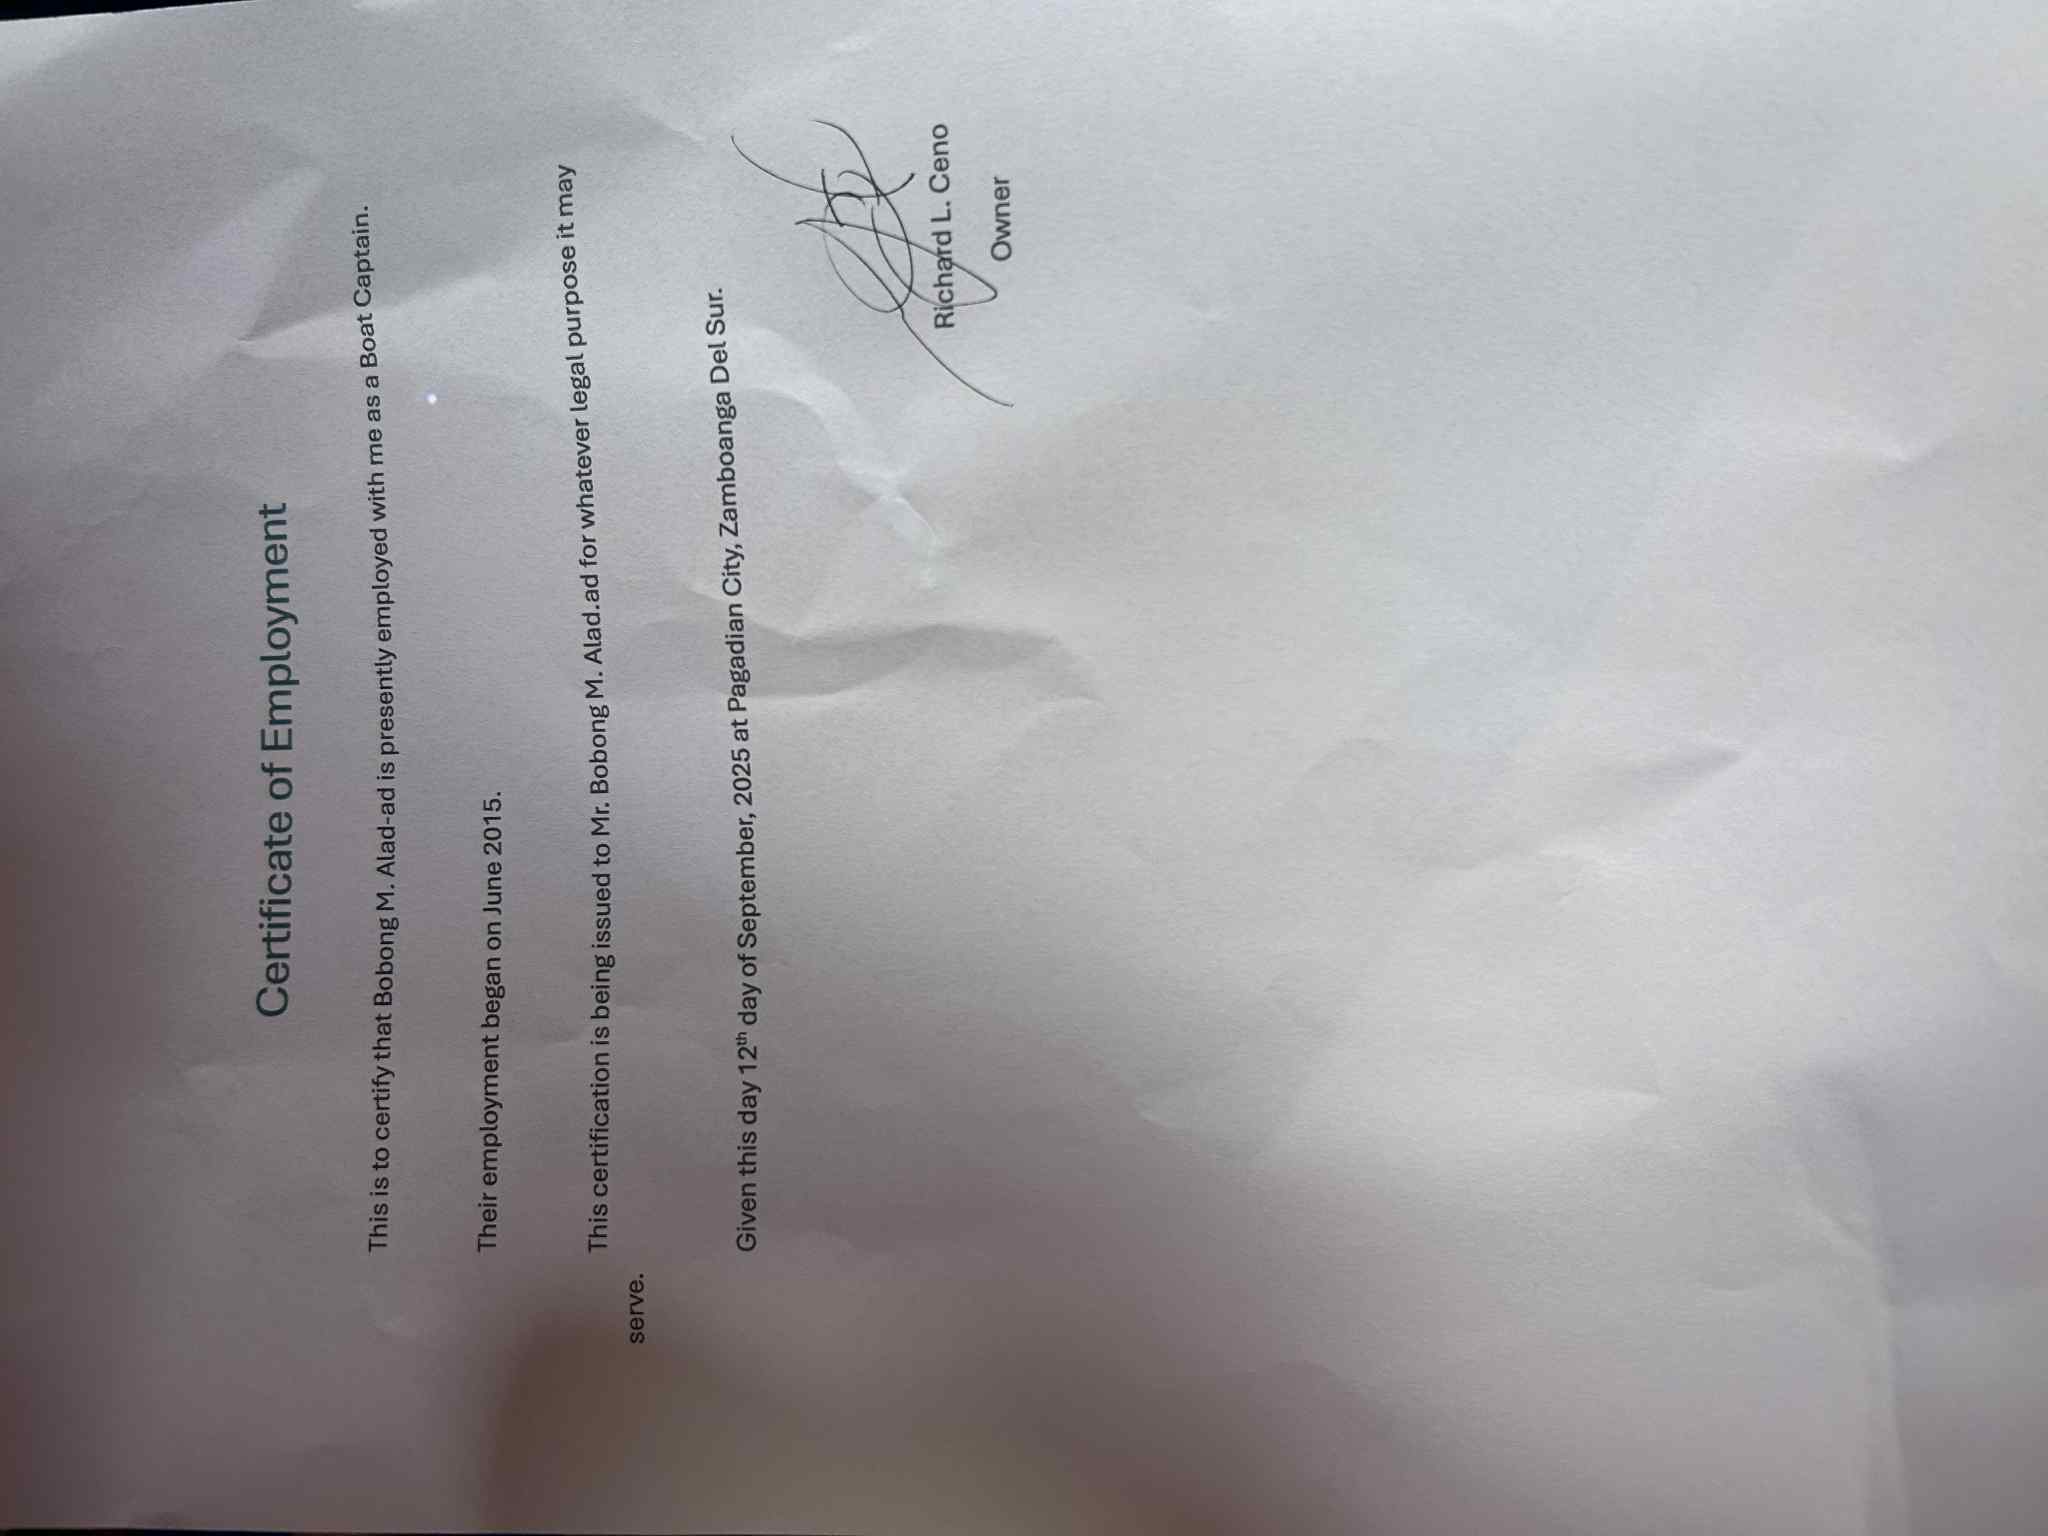 Certificate of Employment
This is to certify that Bobong M. Alad-ad is presently employed with me as a Boat Captain.
Their employment began on June 2015.
This certification is being issued to Mr. Bobong M. Alad.ad for whatever legal purpose it may
serve.
Given this day 12th day of September, 2025 at Pagadian City, Zamboanga Del Sur.
Richard L. Ceno
Owner